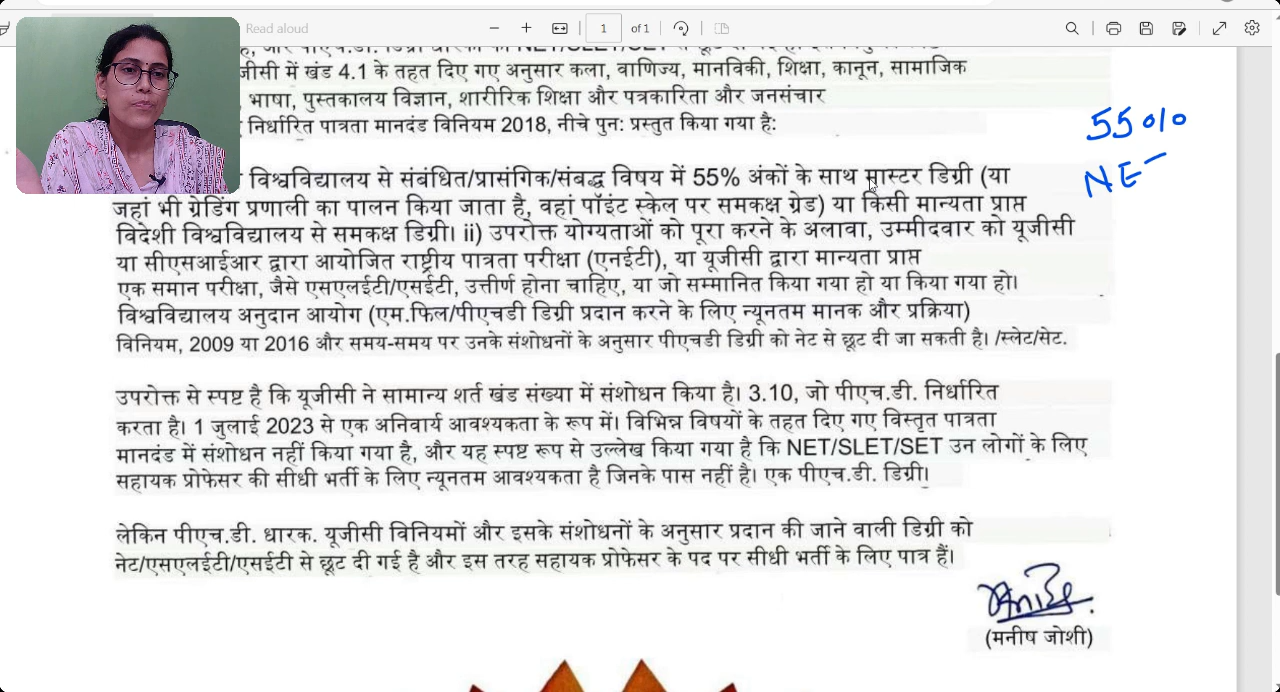 Read aloud
1 of 1
जीसी में खंड 4.1 के तहत दिए गए अनुसार कला, वाणिज्य, मानविकी, शिक्षा, कानून, सामाजिक
भाषा, पुस्तकालय विज्ञान, शारीरिक शिक्षा और पत्रकारिता और जनसंचार
निर्धारित पात्रता मानदंड विनियम 2018, नीचे पुन: प्रस्तुत किया गया है:
55%
NET
विश्वविद्यालय से संबंधित/प्रासंगिक/संबद्ध विषय में 55% अंकों के साथ मास्टर डिग्री (या
जहां भी ग्रेडिंग प्रणाली का पालन किया जाता है, वहां पॉइंट स्केल पर समकक्ष ग्रेड) या किसी मान्यता प्राप्त
विदेशी विश्वविद्यालय से समकक्ष डिग्री। ii) उपरोक्त योग्यताओं को पूरा करने के अलावा, उम्मीदवार को यूजीसी
या सीएसआईआर द्वारा आयोजित राष्ट्रीय पात्रता परीक्षा (एनईटी), या यूजीसी द्वारा मान्यता प्राप्त
एक समान परीक्षा, जैसे एसएलईटी/एसईटी, उत्तीर्ण होना चाहिए, या जो सम्मानित किया गया हो या किया गया हो।
विश्वविद्यालय अनुदान आयोग (एम.फिल/पीएचडी डिग्री प्रदान करने के लिए न्यूनतम मानक और प्रक्रिया)
विनियम, 2009 या 2016 और समय-समय पर उनके संशोधनों के अनुसार पीएचडी डिग्री को नेट से छूट दी जा सकती है। /स्लेट/सेट.
उपरोक्त से स्पष्ट है कि यूजीसी ने सामान्य शर्त खंड संख्या में संशोधन किया है। 3.10, जो पीएच.डी. निर्धारित
करता है। 1 जुलाई 2023 से एक अनिवार्य आवश्यकता के रूप में। विभिन्न विषयों के तहत दिए गए विस्तृत पात्रता
मानदंड में संशोधन नहीं किया गया है, और यह स्पष्ट रूप से उल्लेख किया गया है कि NET/SLET/SET उन लोगों के लिए
सहायक प्रोफेसर की सीधी भर्ती के लिए न्यूनतम आवश्यकता है जिनके पास नहीं है। एक पीएच.डी. डिग्री।
लेकिन पीएच.डी. धारक. यूजीसी विनियमों और इसके संशोधनों के अनुसार प्रदान की जाने वाली डिग्री को
नेट/एसएलईटी/एसईटी से छूट दी गई है और इस तरह सहायक प्रोफेसर के पद पर सीधी भर्ती के लिए पात्र हैं।
(मनीष जोशी)